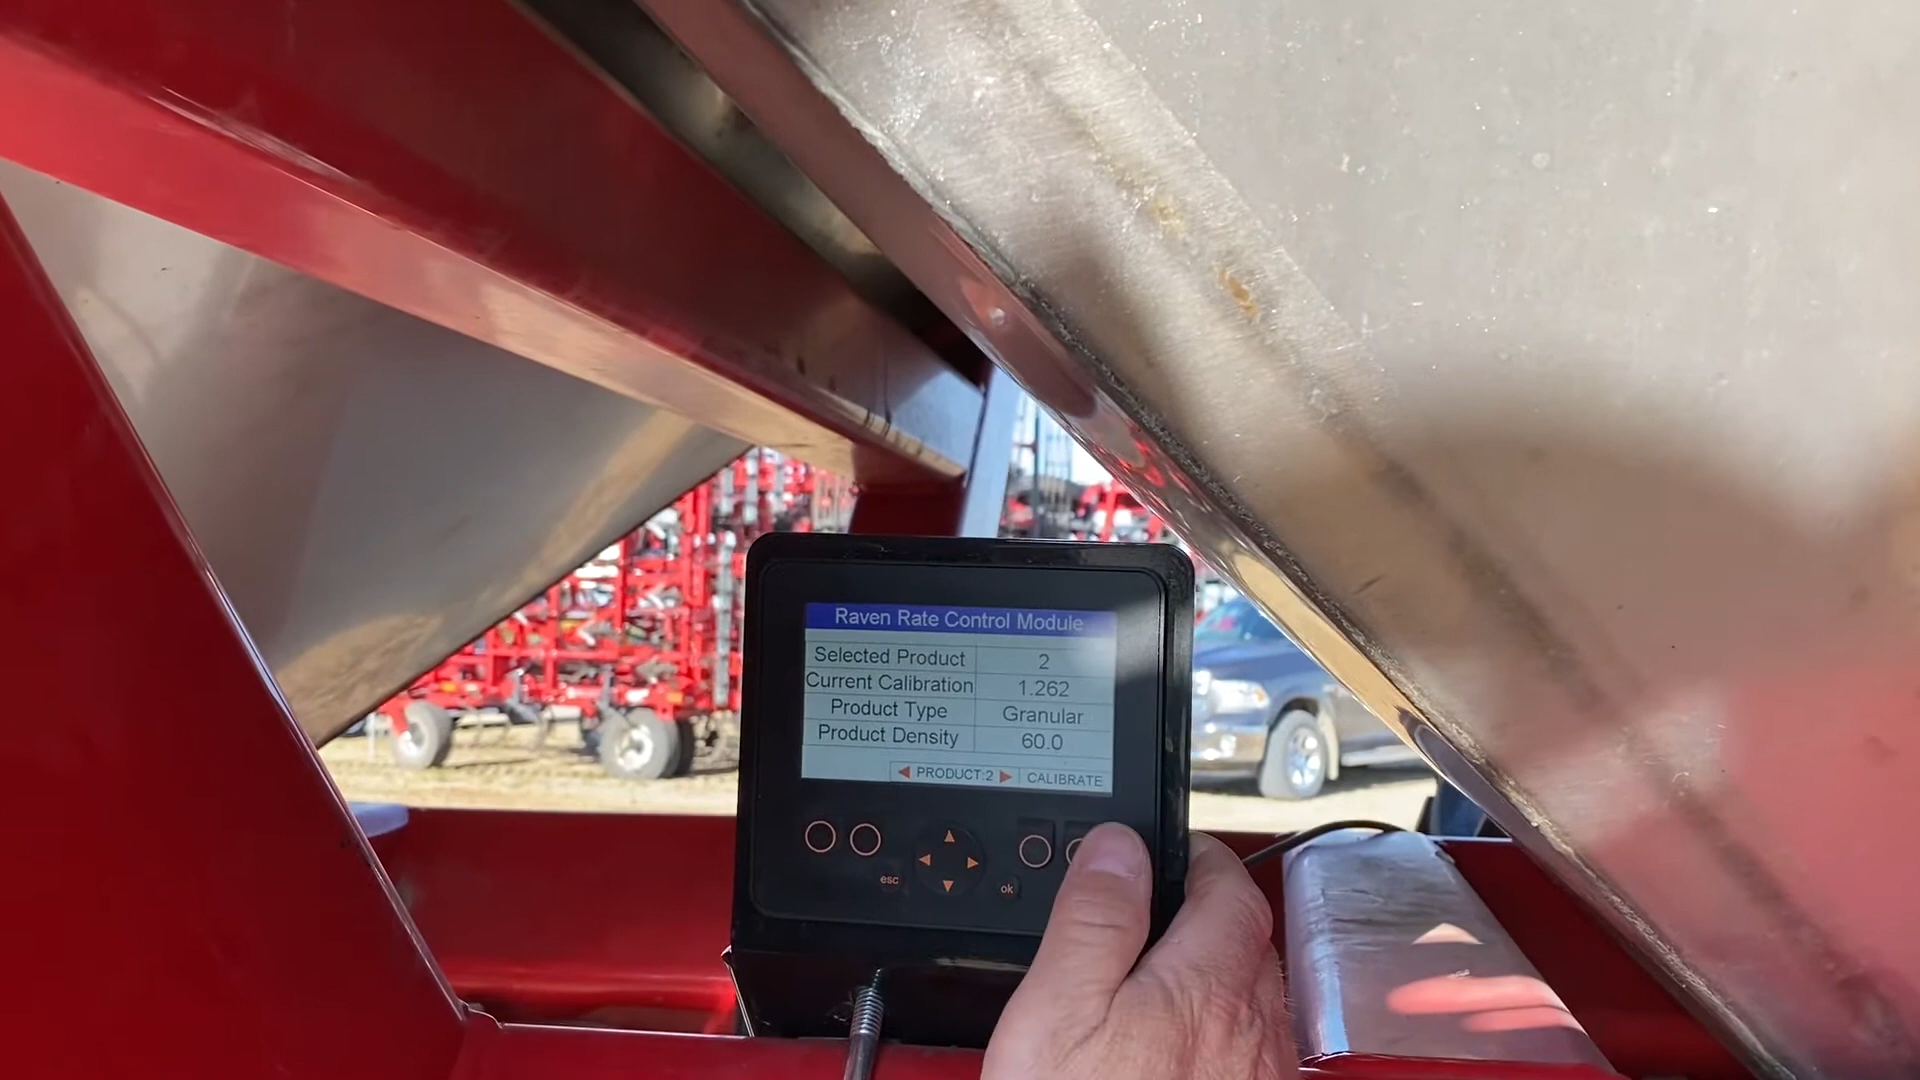 Raven Rate Control Module
Selected Product 2
Current Calibration 1.262
Product Type Granular
Product Density 60.0
PRODUCT:2 CALIBRATE
esc
ok